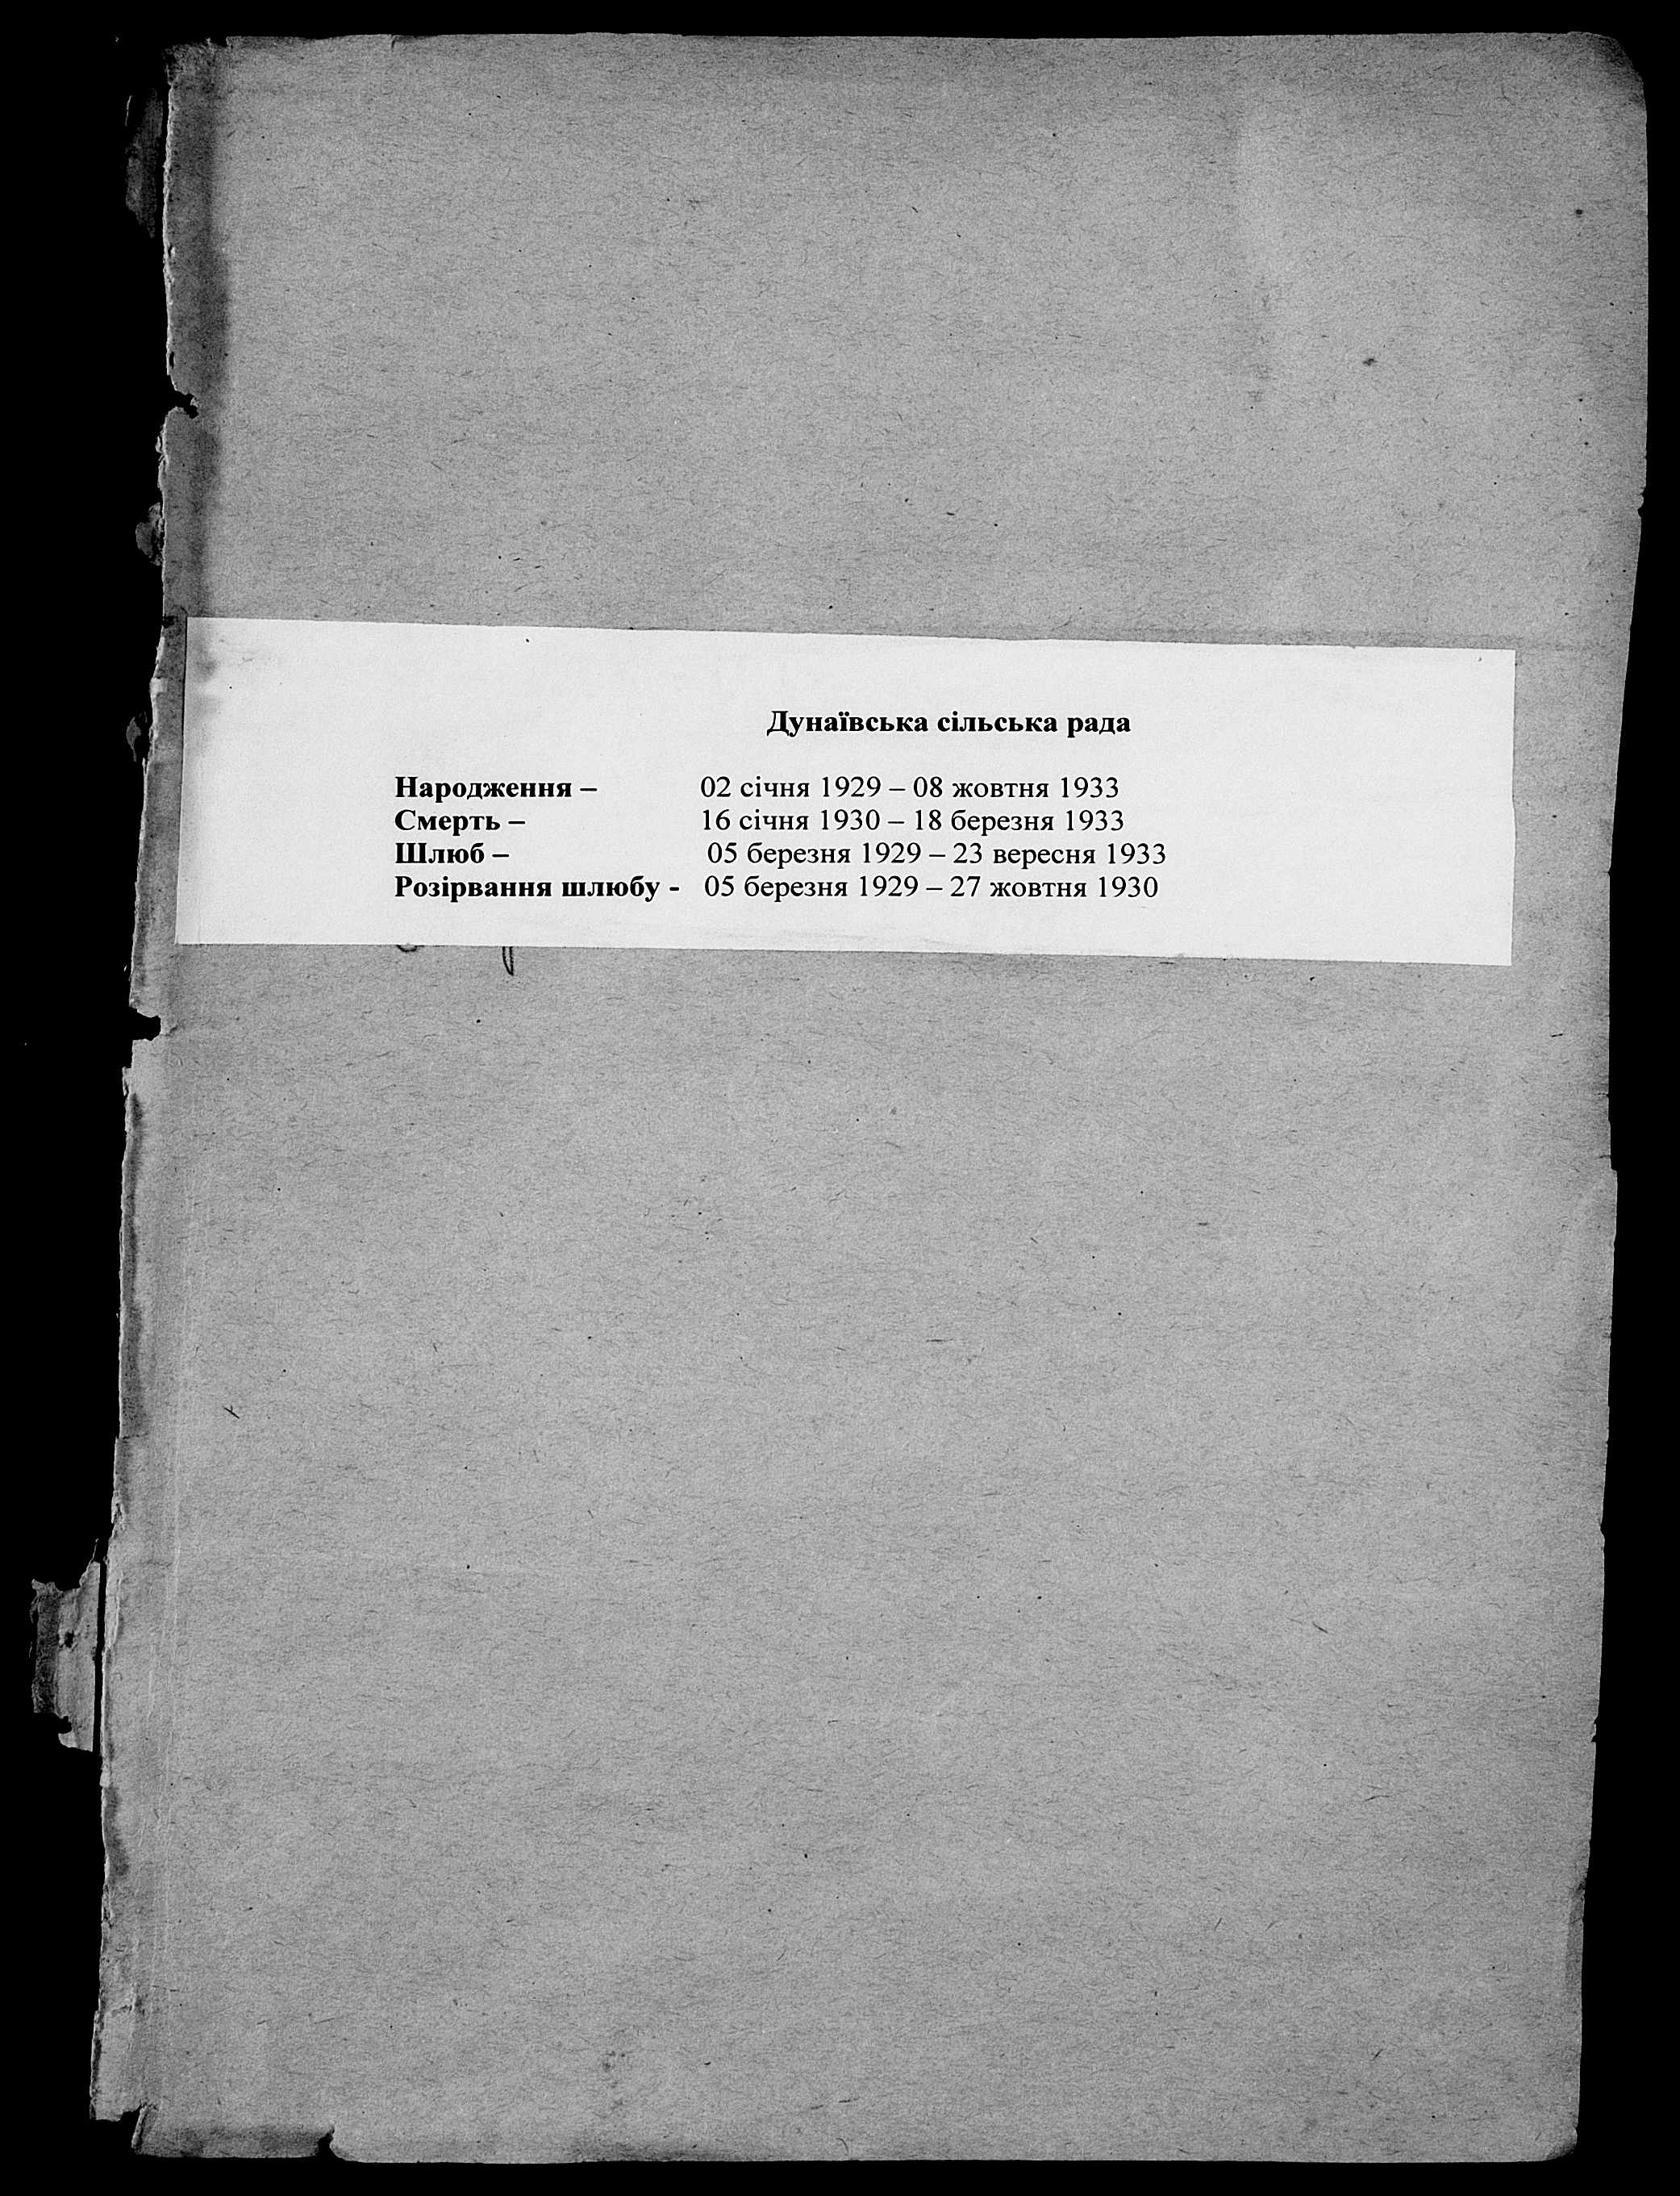 Дунаївська сільська рада
Народження – 02 січня 1929 – 08 жовтня 1933
Смерть – 16 січня 1930 – 18 березня 1933
Шлюб – 05 березня 1929 – 23 вересня 1933
Розірвання шлюбу - 05 березня 1929 – 27 жовтня 1930